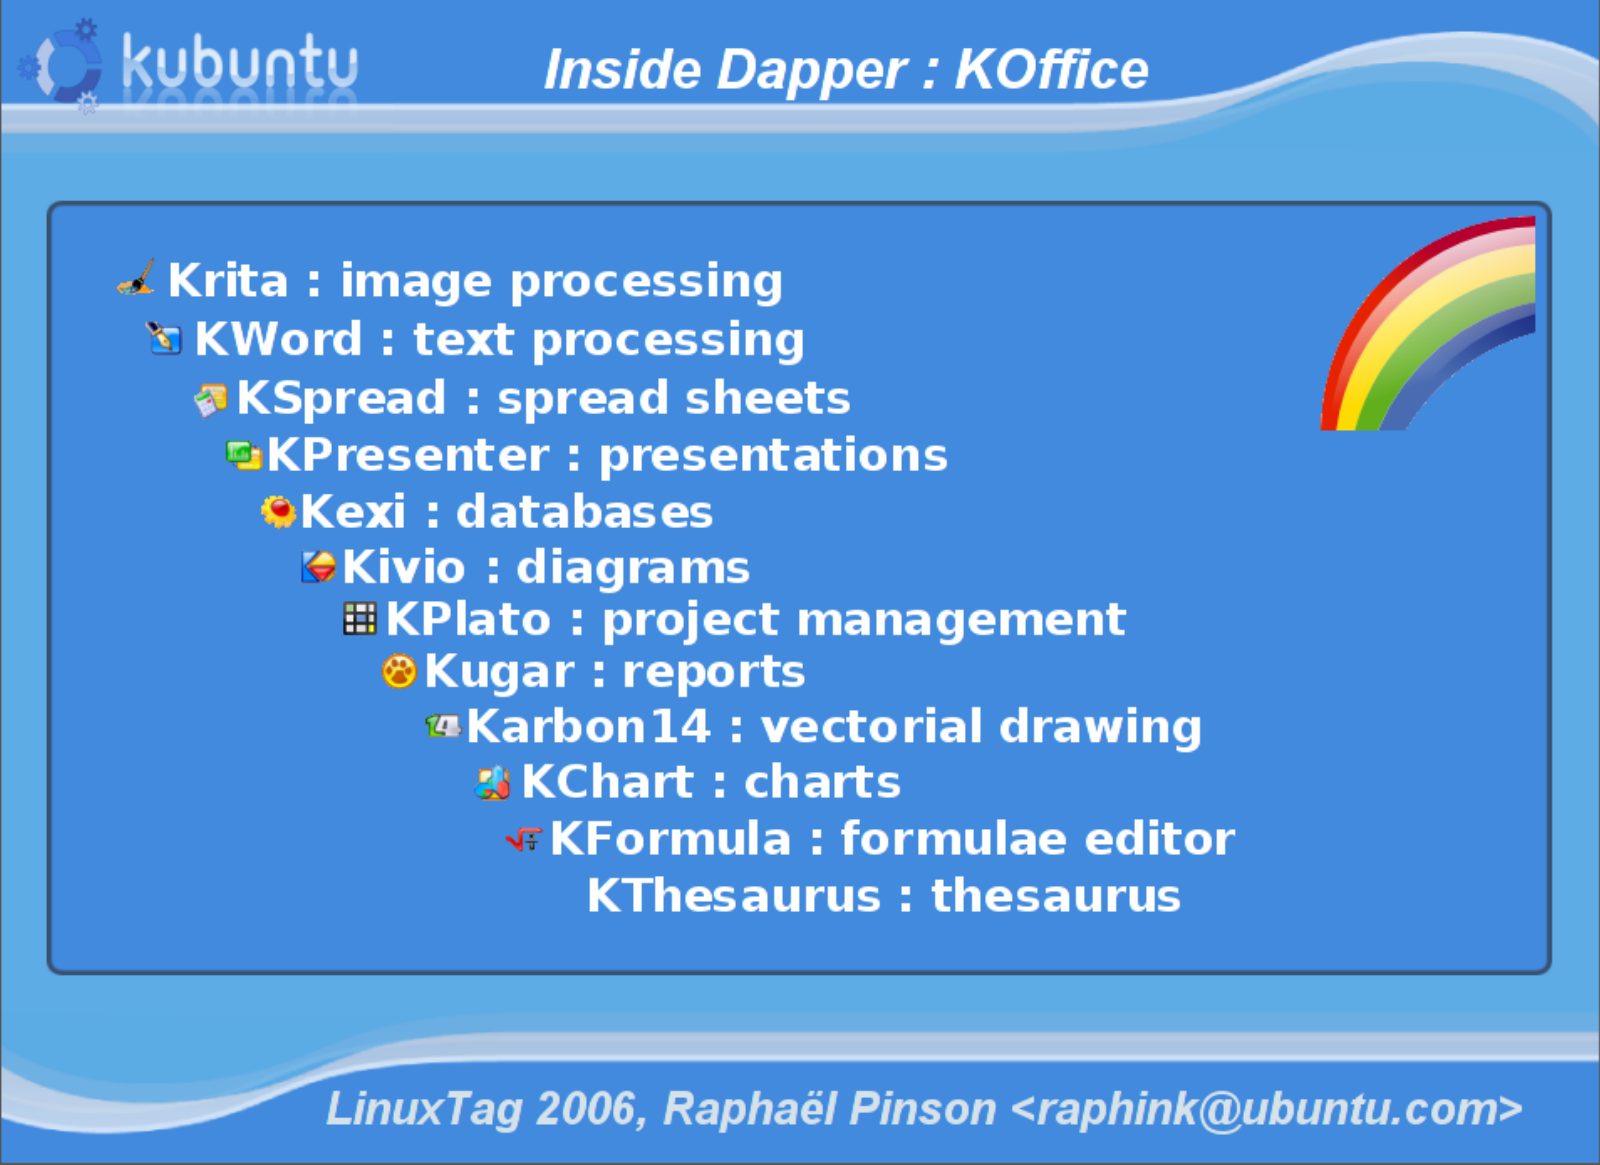 kubuntu
Inside Dapper : KOffice
Krita : image processing
KWord : text processing
KSpread : spread sheets
KPresenter : presentations
Kexi : databases
Kivio : diagrams
KPlato : project management
Kugar : reports
Karbon14 : vectorial drawing
KChart : charts
KFormula : formulae editor
KThesaurus : thesaurus
LinuxTag 2006, Raphaël Pinson <raphink@ubuntu.com>